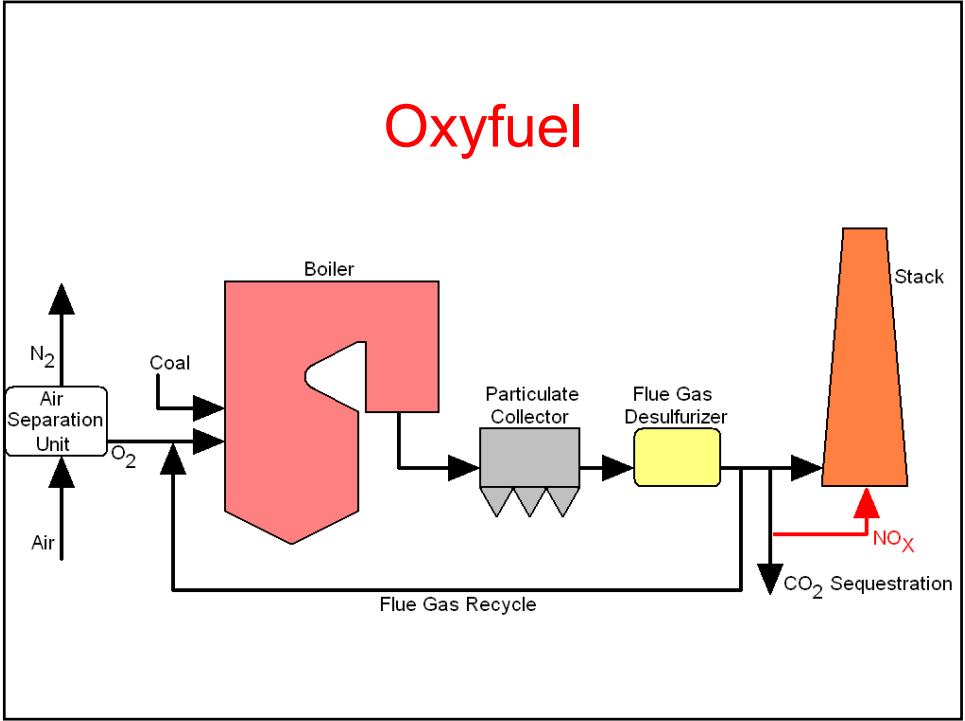 Oxyfuel
Boiler
Stack
N2
Coal
Air
Separation
Unit
O2
Air
Particulate
Collector
Flue Gas
Desulfurizer
NOX
CO2 Sequestration
Flue Gas Recycle